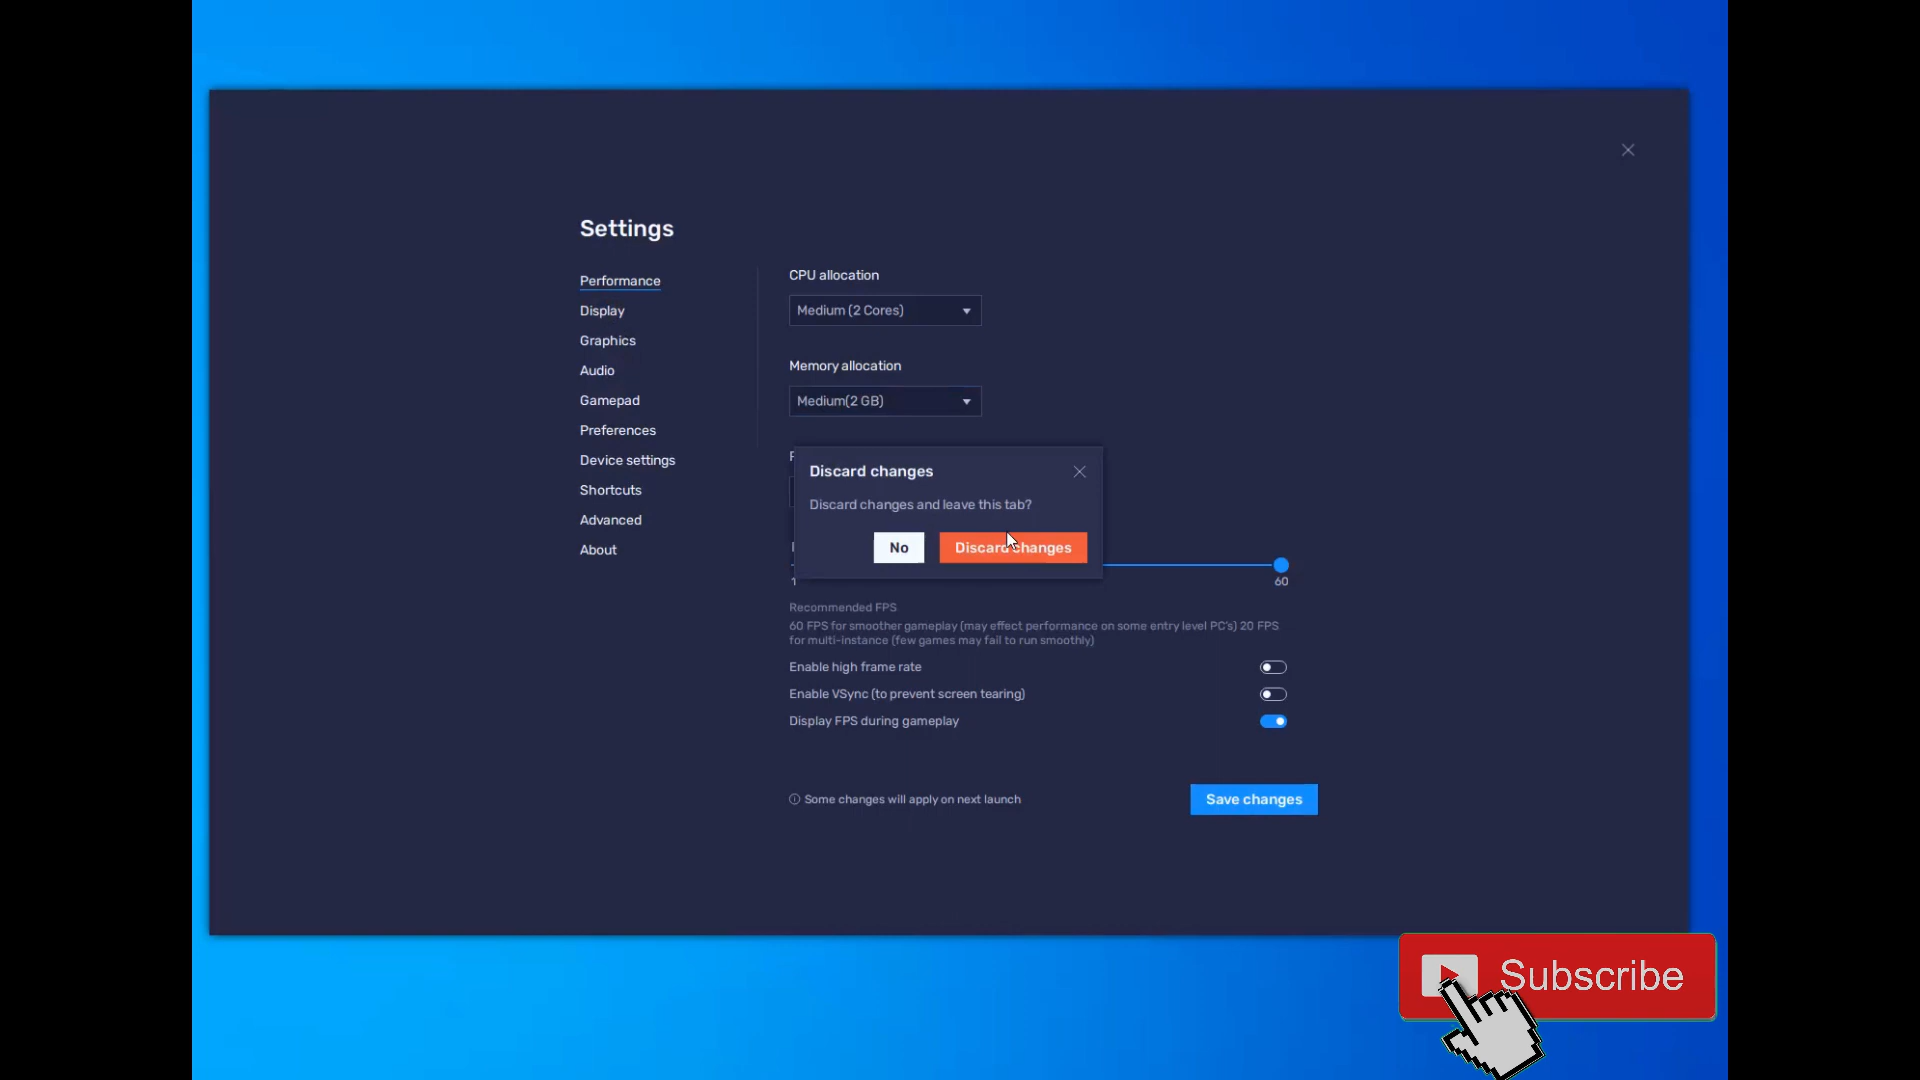 Settings
Performance
Display
Graphics
Audio
Gamepad
Preferences
Device settings
Shortcuts
Advanced
About
CPU allocation
Medium (2 Cores)
Memory allocation
Medium(2 GB)
Discard changes
Discard changes and leave this tab?
No
Discard changes
60
Recommended FPS
60 FPS for smoother gameplay (may effect performance on some entry level PC's) 20 FPS
for multi-instance (few games may fail to run smoothly)
Enable high frame rate
Enable VSync (to prevent screen tearing)
Display FPS during gameplay
Some changes will apply on next launch
Save changes
Subscribe